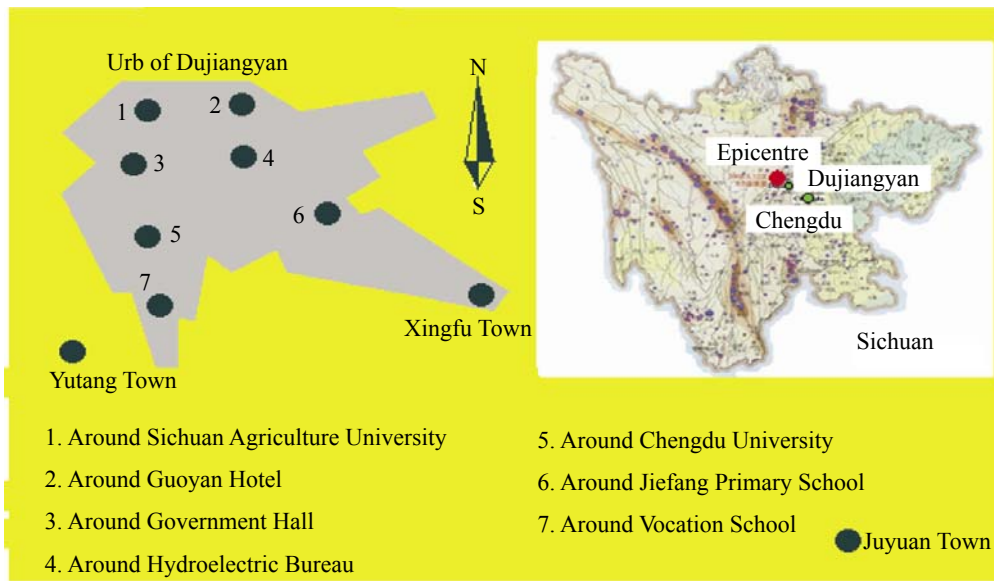 Urb of Dujiangyan
1
2
3
4
5
6
7
N
S
Xingfu Town
Yutang Town
Epicentre
Dujiangyan
Chengdu
Sichuan
1. Around Sichuan Agriculture University
2. Around Guoyan Hotel
3. Around Government Hall
4. Around Hydroelectric Bureau
5. Around Chengdu University
6. Around Jiefang Primary School
7. Around Vocation School
Juyuan Town